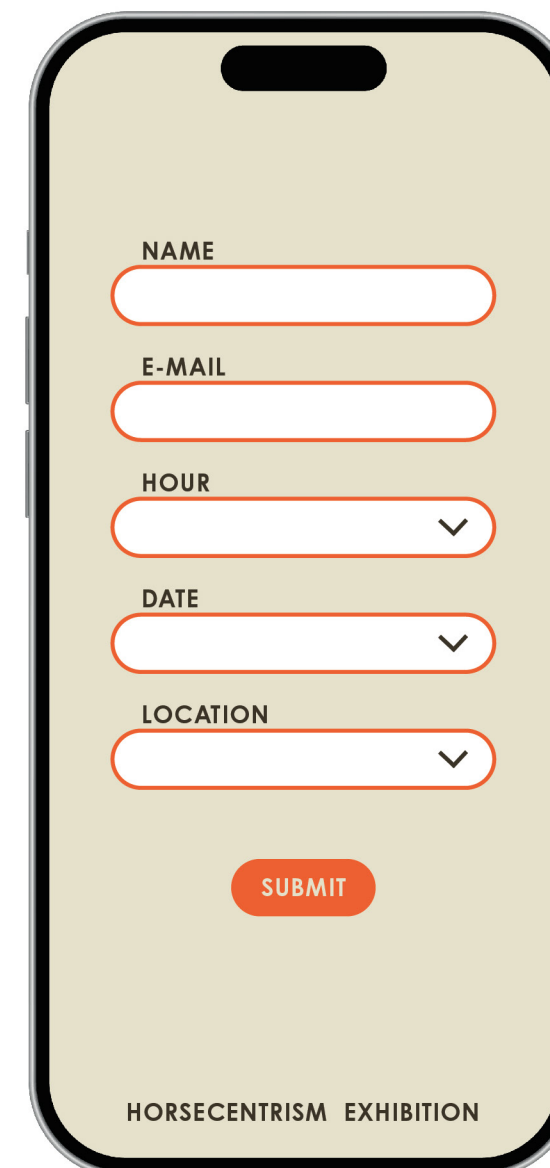 NAME
E-MAIL
HOUR
DATE
LOCATION
SUBMIT
HORSECENTRISM EXHIBITION